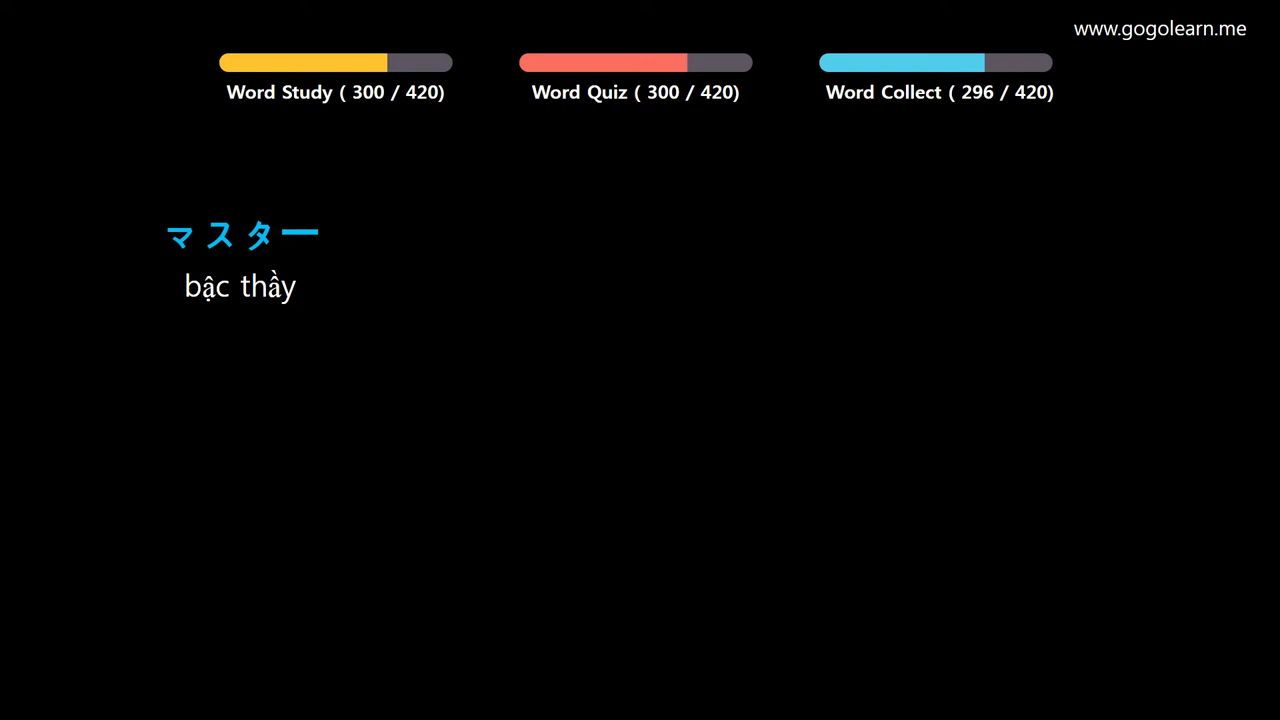 www.gogolearn.me
Word Study ( 300 / 420)
Word Quiz ( 300 / 420)
Word Collect ( 296 / 420)
マスター
bậc thầy